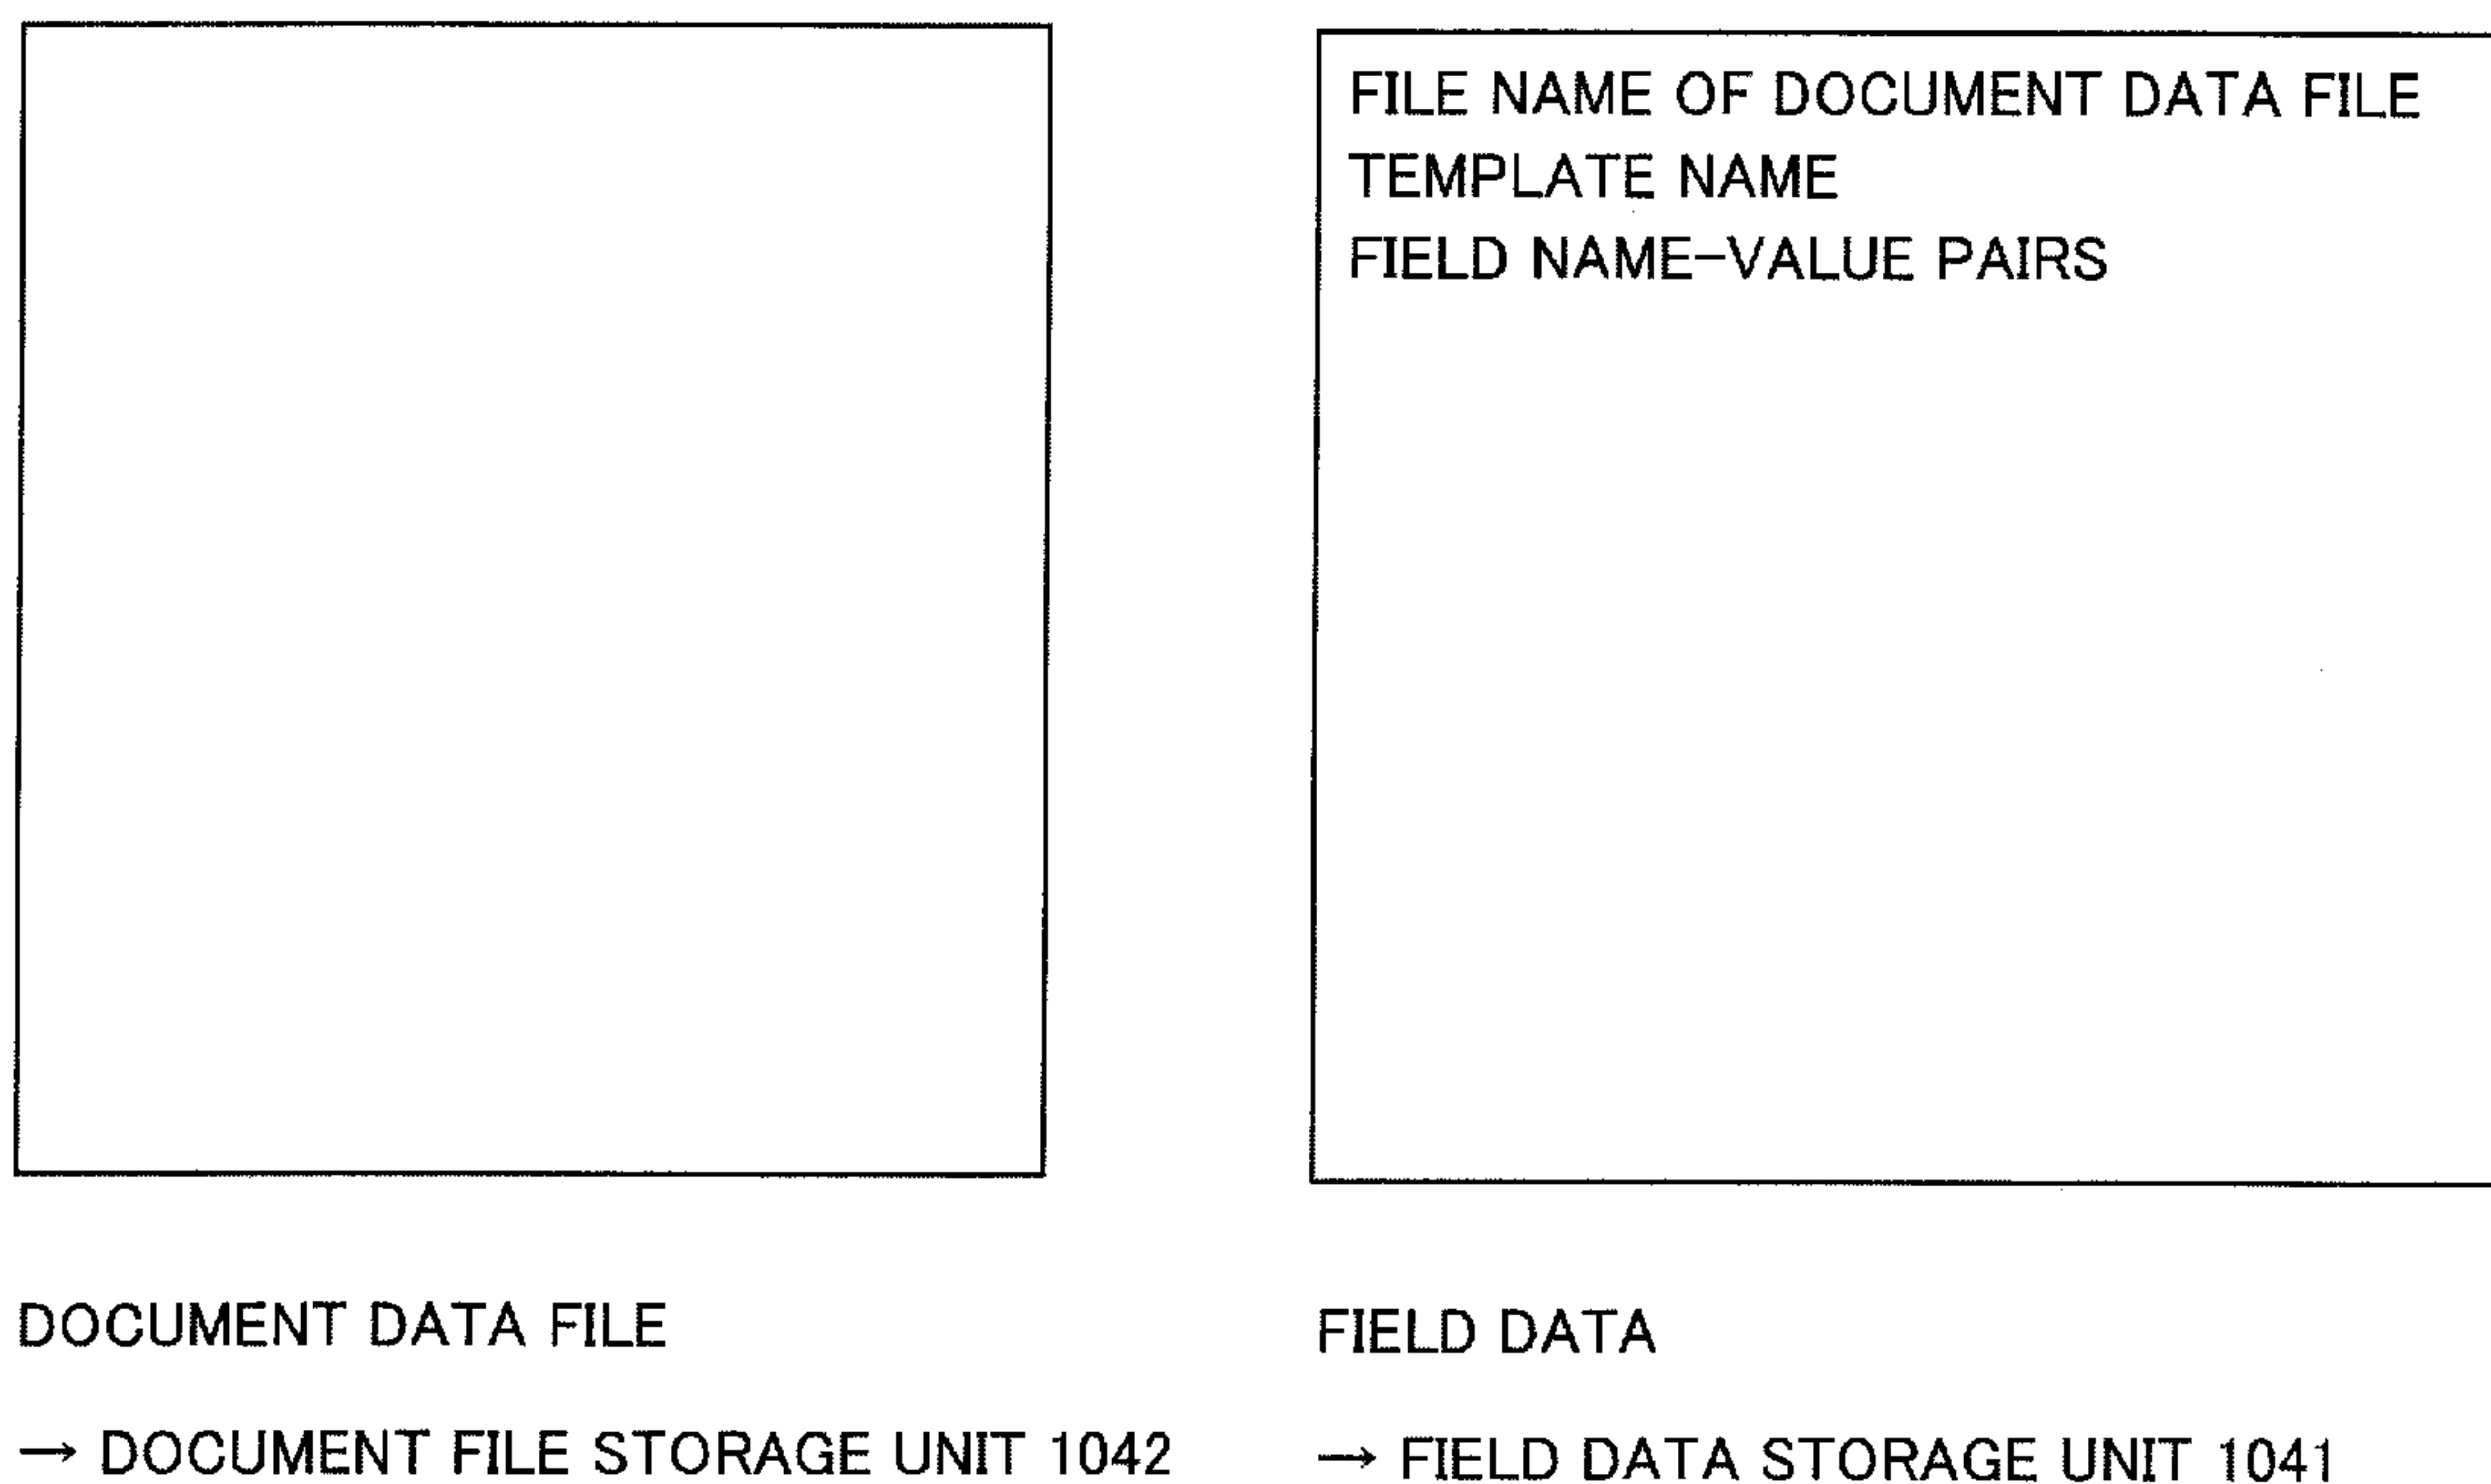 FILE NAME OF DOCUMENT DATA FILE
TEMPLATE NAME
FIELD NAME-VALUE PAIRS
DOCUMENT DATA FILE
→ DOCUMENT FILE STORAGE UNIT 1042
FIELD DATA
→ FIELD DATA STORAGE UNIT 1041